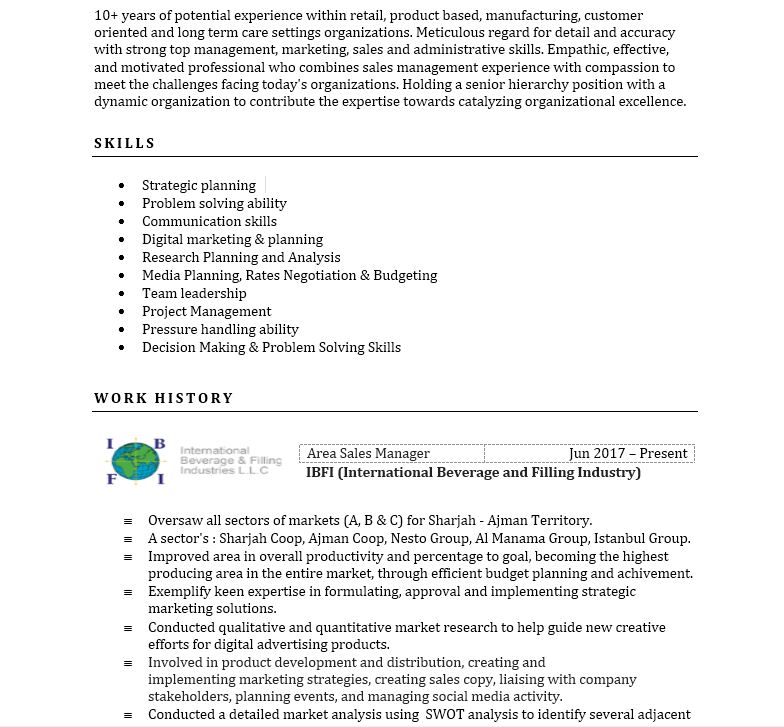 10+ years of potential experience within retail, product based, manufacturing, customer
oriented and long term care settings organizations. Meticulous regard for detail and accuracy
with strong top management, marketing, sales and administrative skills. Empathic, effective,
and motivated professional who combines sales management experience with compassion to
meet the challenges facing today's organizations. Holding a senior hierarchy position with a
dynamic organization to contribute the expertise towards catalyzing organizational excellence.
SKILLS
• Strategic planning
• Problem solving ability
• Communication skills
• Digital marketing & planning
• Research Planning and Analysis
• Media Planning, Rates Negotiation & Budgeting
• Team leadership
• Project Management
• Pressure handling ability
• Decision Making & Problem Solving Skills
WORK HISTORY
I B
F I
International
Beverage & Filling
Industries L.L.C
Area Sales Manager Jun 2017 – Present
IBFI (International Beverage and Filling Industry)
≡ Oversaw all sectors of markets (A, B & C) for Sharjah - Ajman Territory.
≡ A sector's : Sharjah Coop, Ajman Coop, Nesto Group, Al Manama Group, Istanbul Group.
≡ Improved area in overall productivity and percentage to goal, becoming the highest
producing area in the entire market, through efficient budget planning and achivement.
≡ Exemplify keen expertise in formulating, approval and implementing strategic
marketing solutions.
≡ Conducted qualitative and quantitative market research to help guide new creative
efforts for digital advertising products.
≡ Involved in product development and distribution, creating and
implementing marketing strategies, creating sales copy, liaising with company
stakeholders, planning events, and managing social media activity.
≡ Conducted a detailed market analysis using SWOT analysis to identify several adjacent